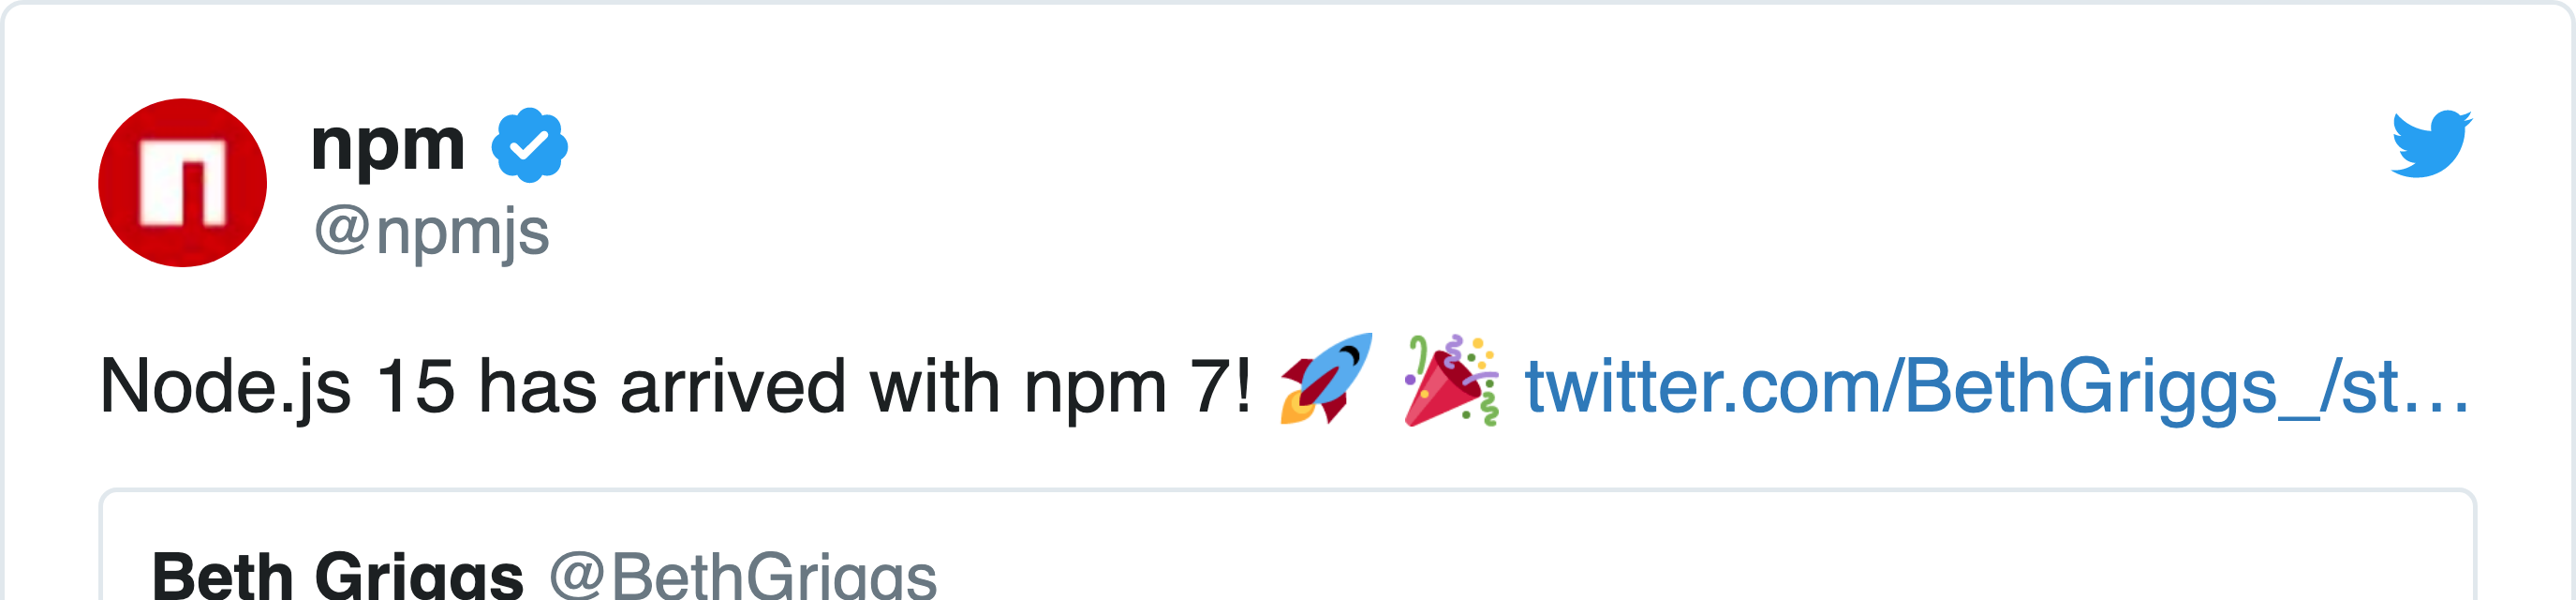 npm
@npmjs
Node.js 15 has arrived with npm 7! 🚀 🎉 twitter.com/BethGriggs_/st…
Beth Griggs @BethGriggs